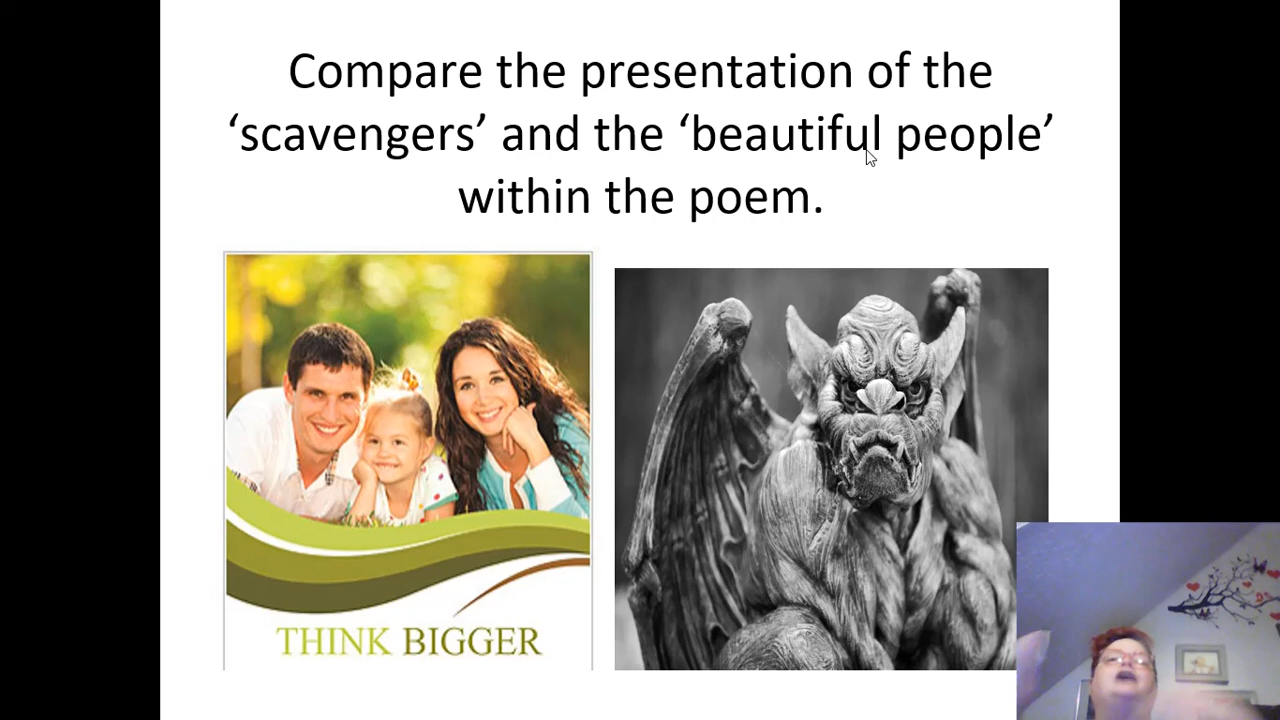 Compare the presentation of the
‘scavengers’ and the ‘beautiful people’
within the poem.
THINK BIGGER